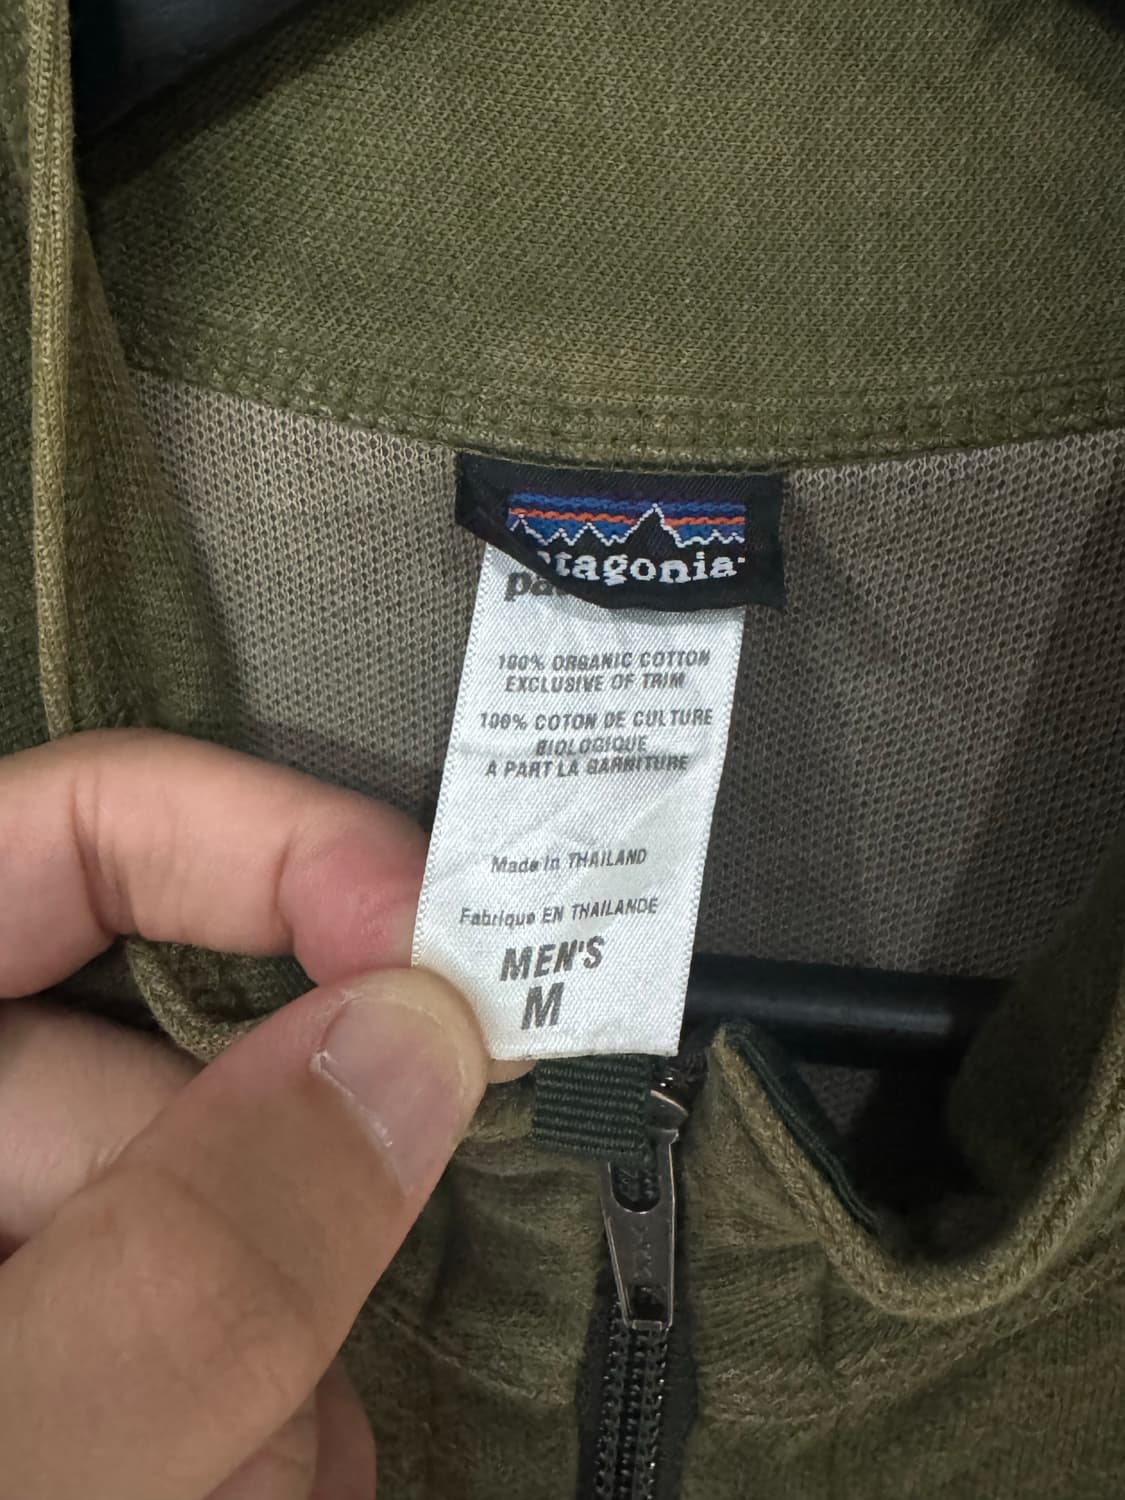 patagonia
pa
100% ORGANIC COTTON
EXCLUSIVE OF TRIM
100% COTON DE CULTURE
BIOLOGIQUE
A PART LA GARNITURE
Made in THAILAND
Fabrique EN THAILANDE
MEN'S
M